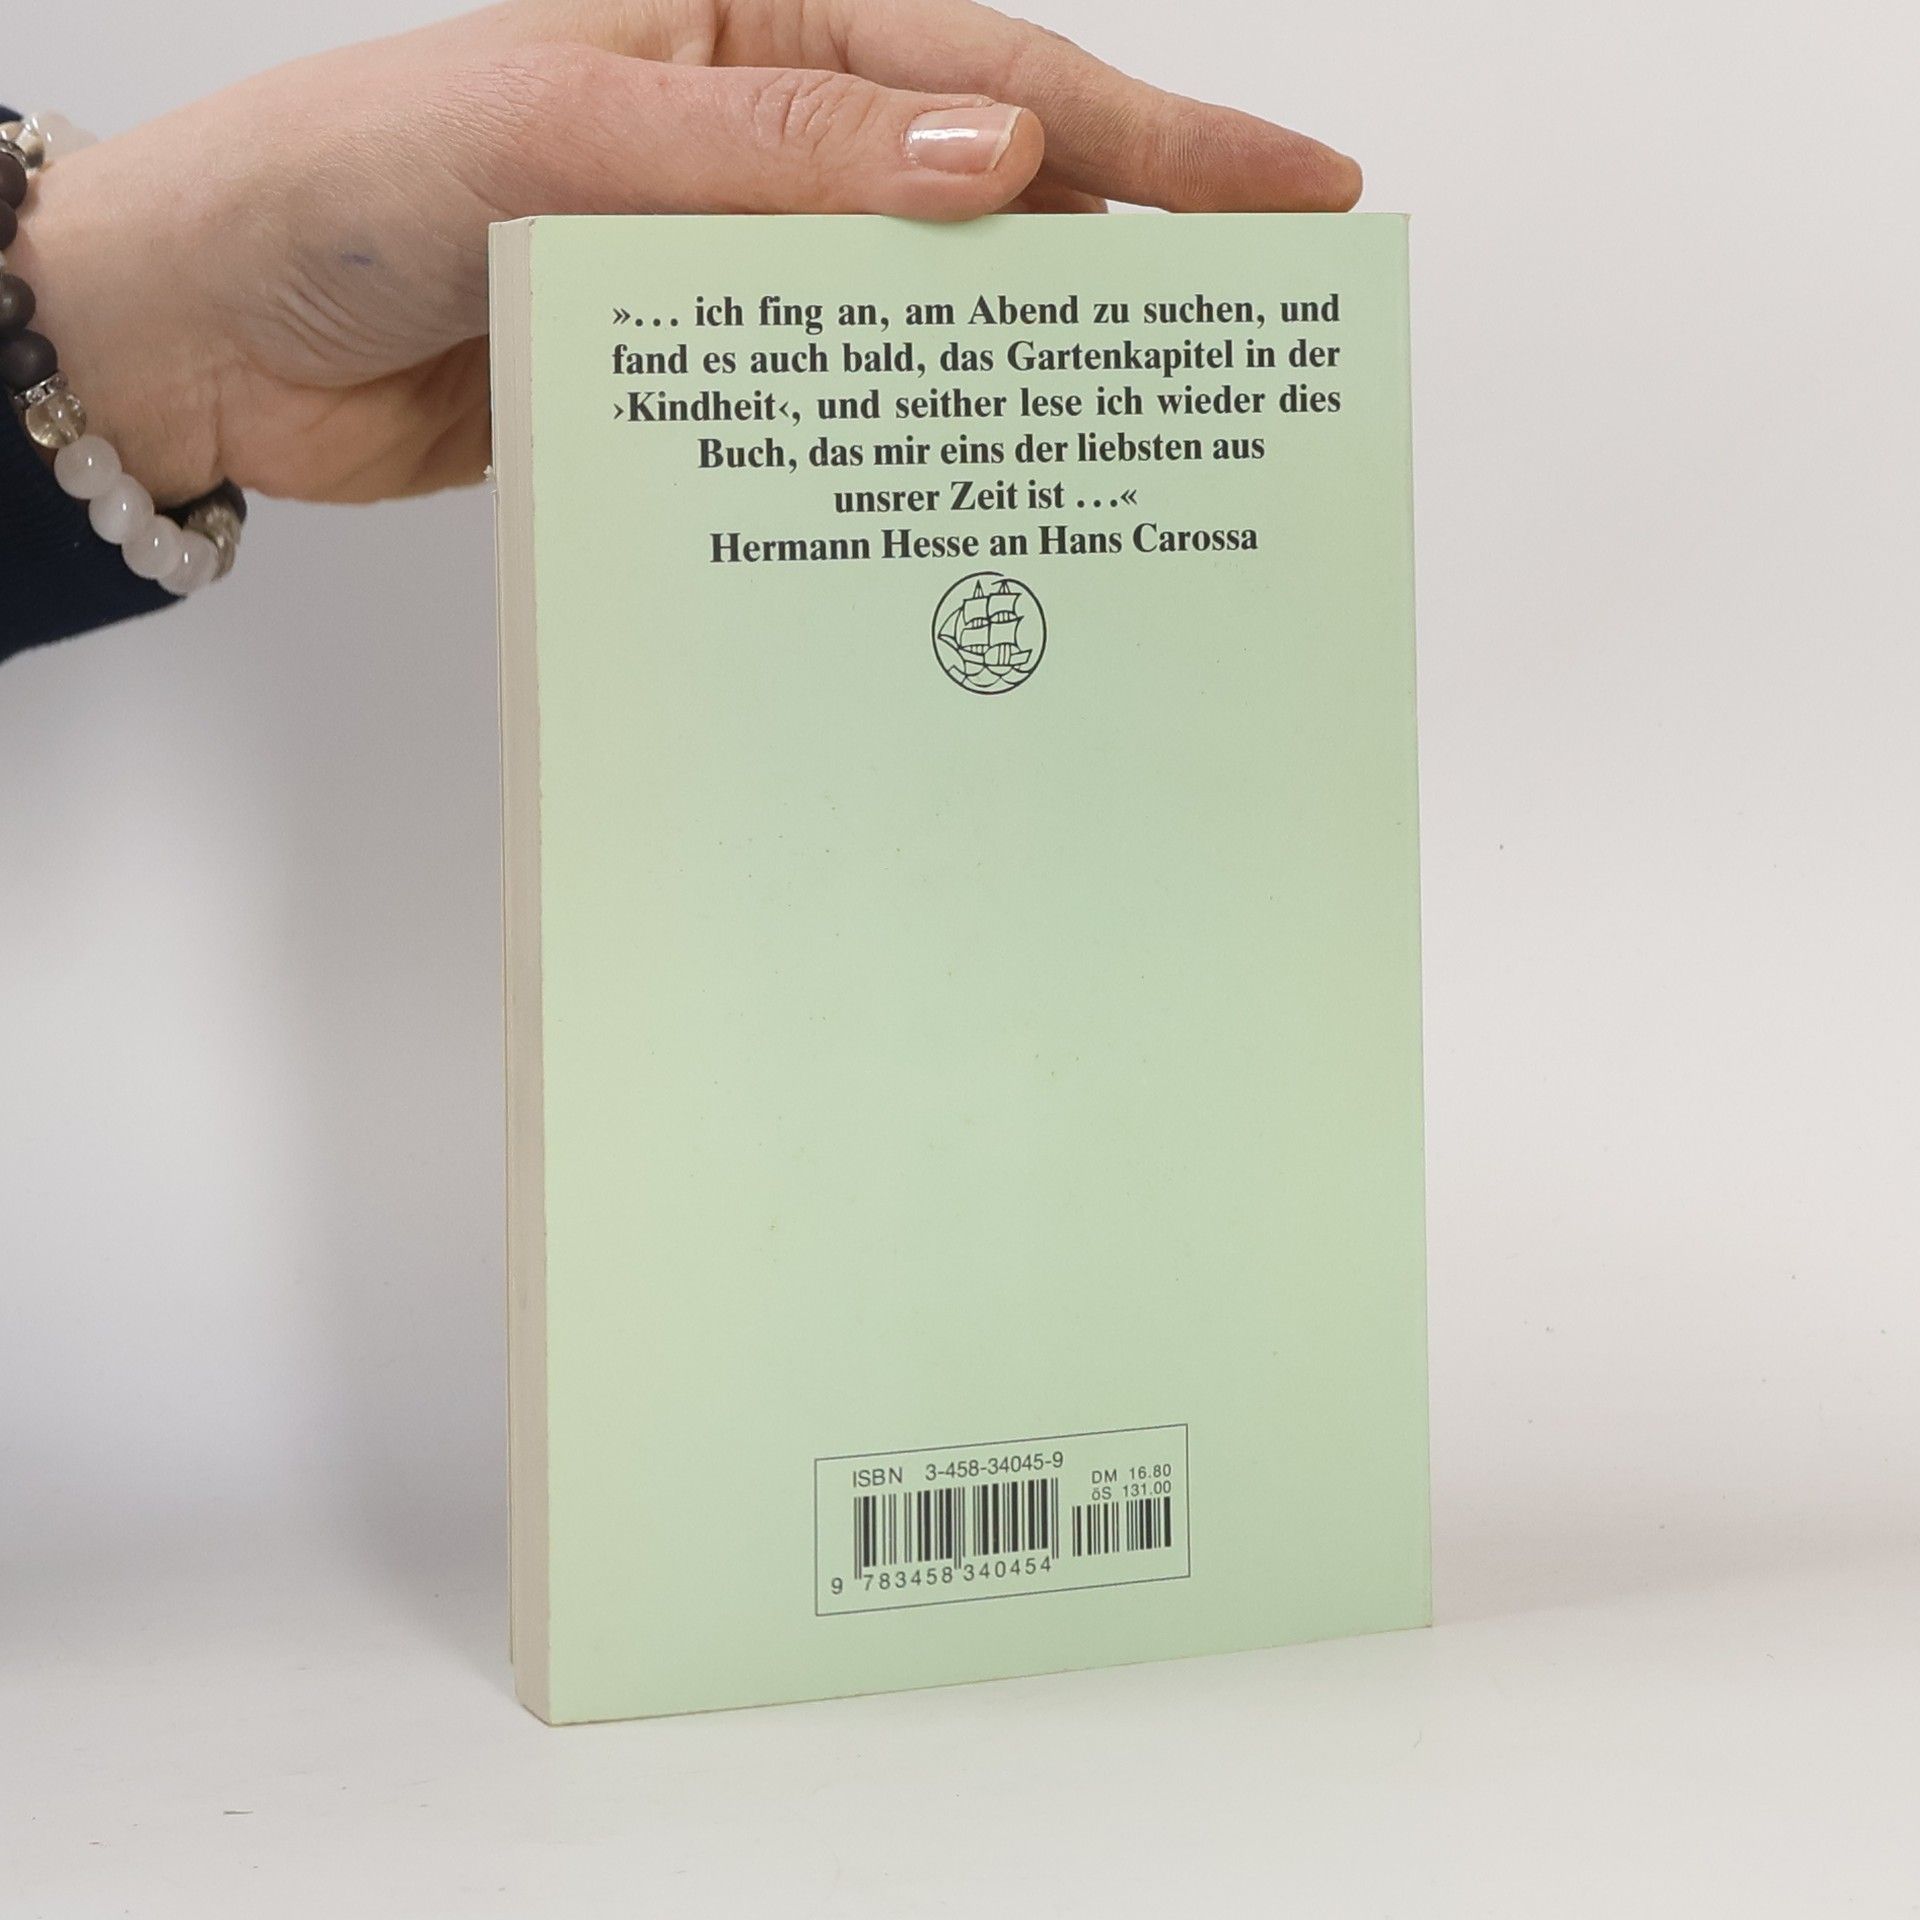 »... ich fing an, am Abend zu suchen, und
fand es auch bald, das Gartenkapitel in der
›Kindheit‹, und seither lese ich wieder dies
Buch, das mir eins der liebsten aus
unsrer Zeit ist ...«
Hermann Hesse an Hans Carossa
ISBN 3-458-34045-9
DM 16.80
öS 131.00
9 783458 340454